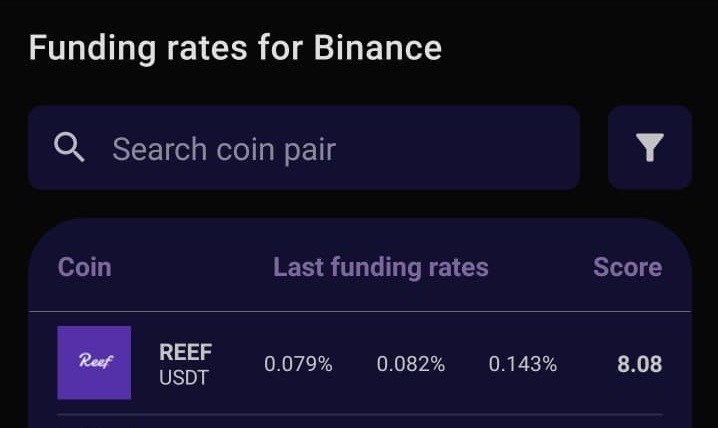 Funding rates for Binance
Search coin pair
Coin Last funding rates Score
Reef REEF 0.079% 0.082% 0.143% 8.08
USDT